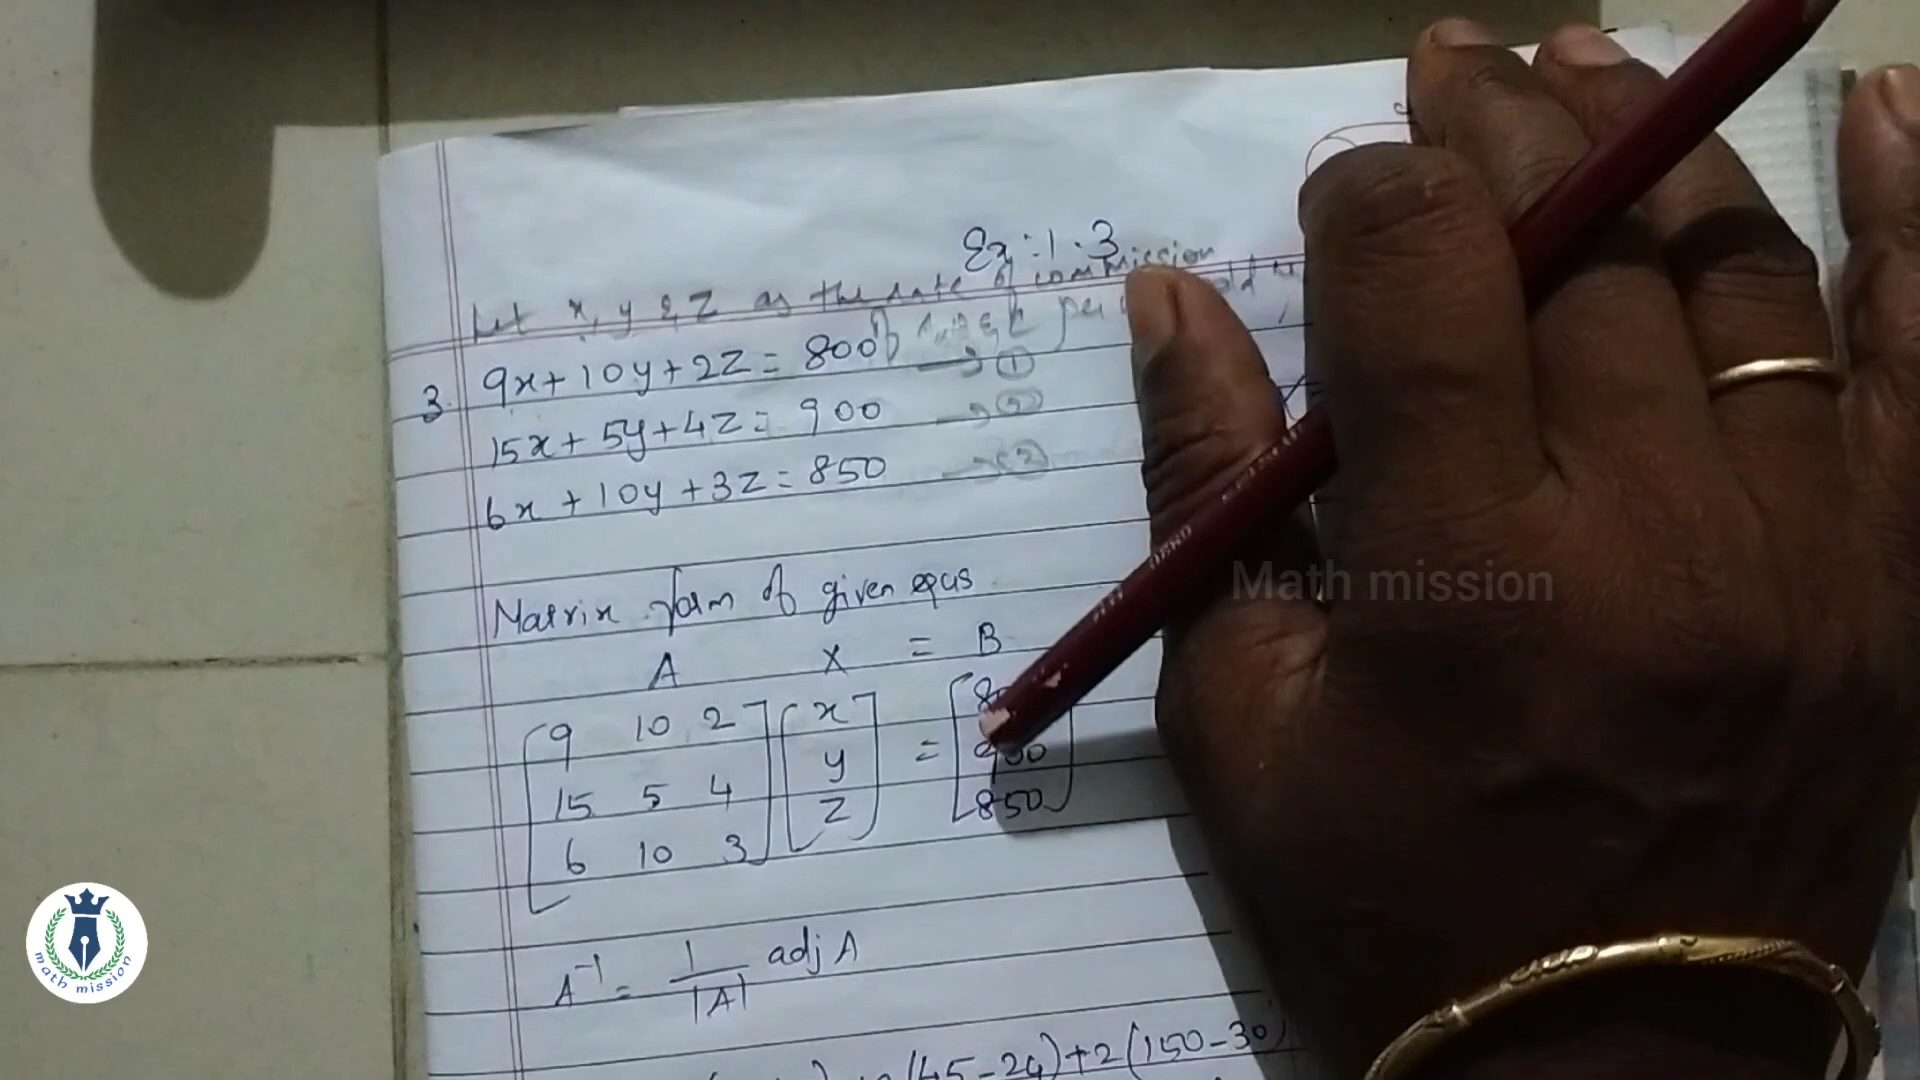 Ex : 1.3
Let x, y & z as the rate of commission
3. 9x + 10y + 2z = 800 → ①
15x + 5y + 4z = 900 → ②
6x + 10y + 3z = 850
Matrix form of given eqns
A X = B
9 10 2 x = 8
15 5 4 y 900
6 10 3 z 850
A⁻¹ = 1/|A| adj A
(45-24)+2(150-30)
Math mission
math mission